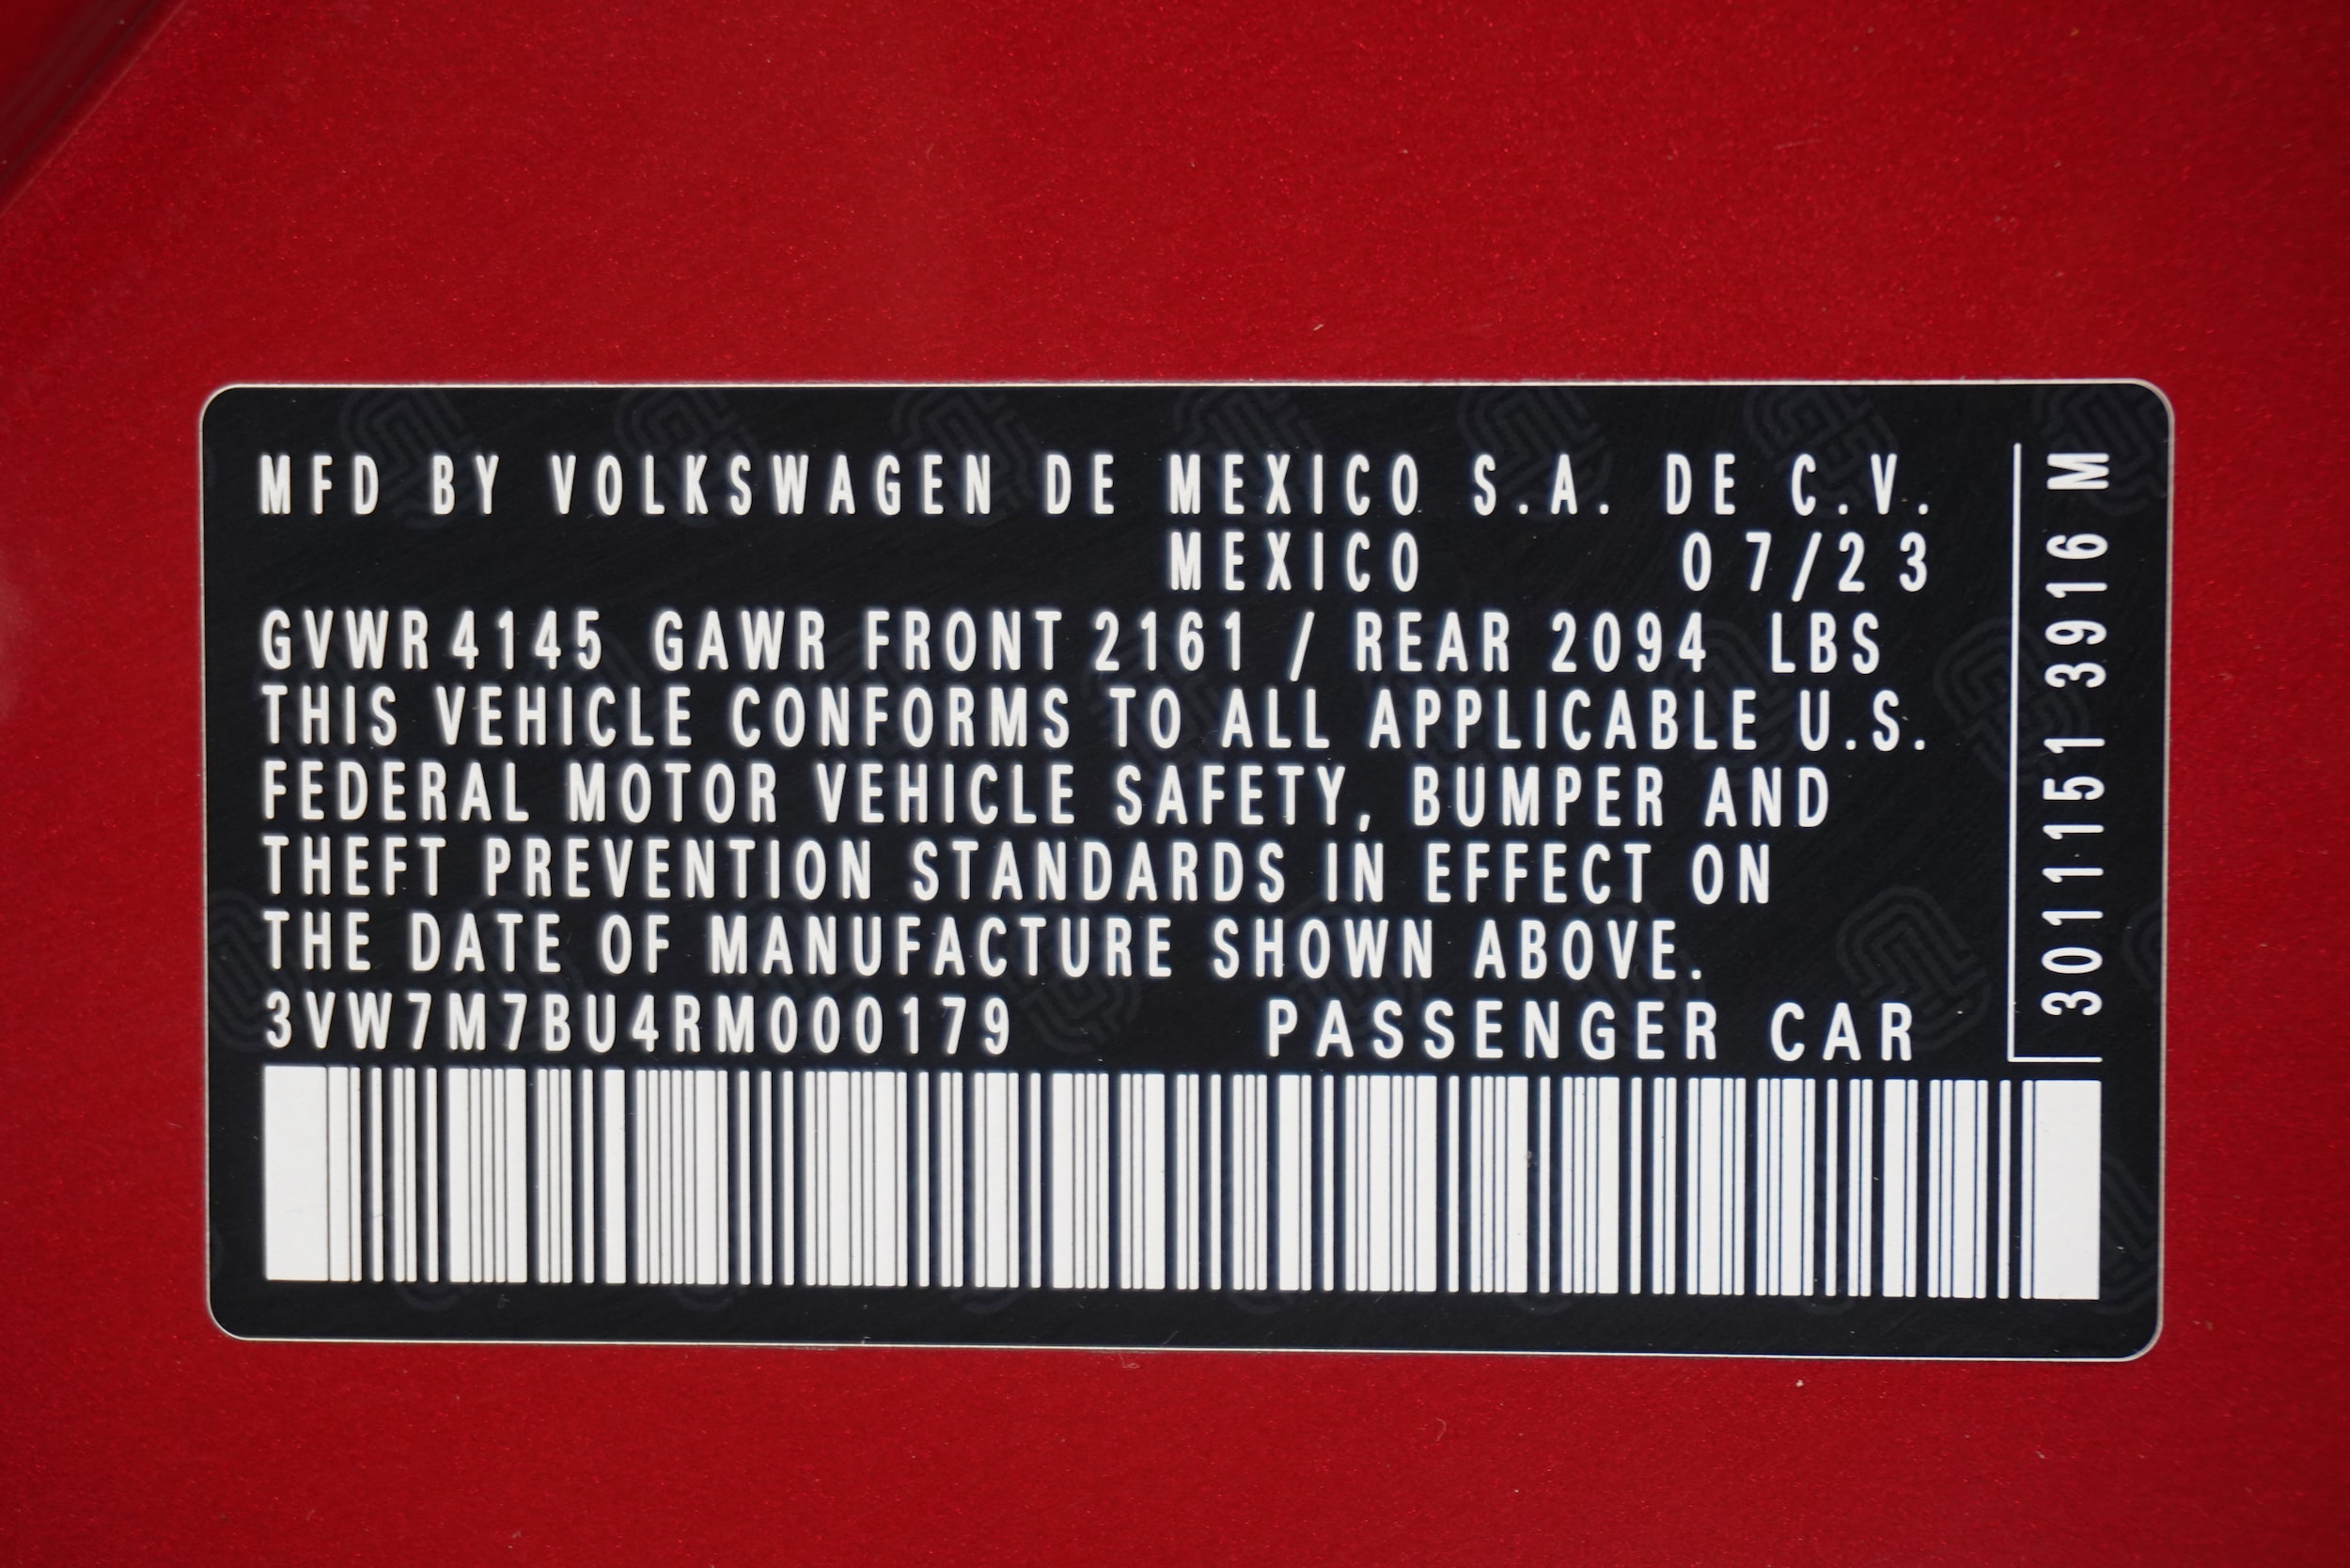 MFD BY VOLKSWAGEN DE MEXICO S.A. DE C.V.
MEXICO 07/23
GVWR 4145 GAWR FRONT 2161 / REAR 2094 LBS
THIS VEHICLE CONFORMS TO ALL APPLICABLE U.S.
FEDERAL MOTOR VEHICLE SAFETY, BUMPER AND
THEFT PREVENTION STANDARDS IN EFFECT ON
THE DATE OF MANUFACTURE SHOWN ABOVE.
3VW7M7BU4RM000179 PASSENGER CAR
301 1151 3916 M